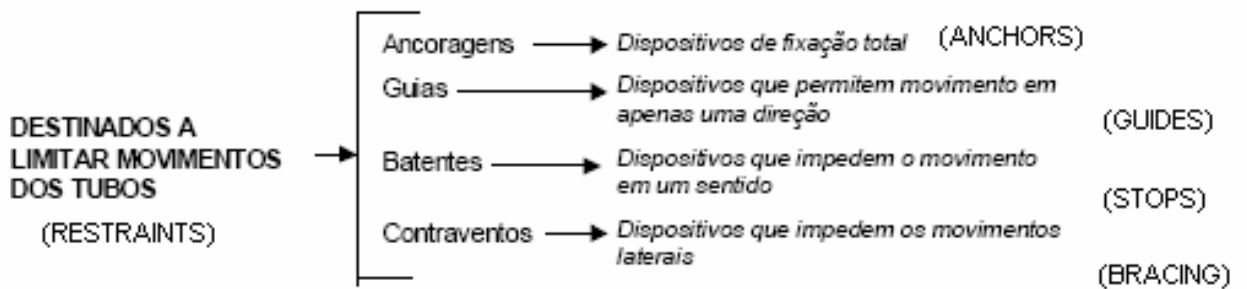 Ancoragens Dispositivos de fixação total (ANCHORS)
Guias Dispositivos que permitem movimento em
apenas uma direção
(GUIDES)
DESTINADOS A
LIMITAR MOVIMENTOS
DOS TUBOS
(RESTRAINTS)
Batentes Dispositivos que impedem o movimento
em um sentido
(STOPS)
Contraventos Dispositivos que impedem os movimentos
laterais
(BRACING)